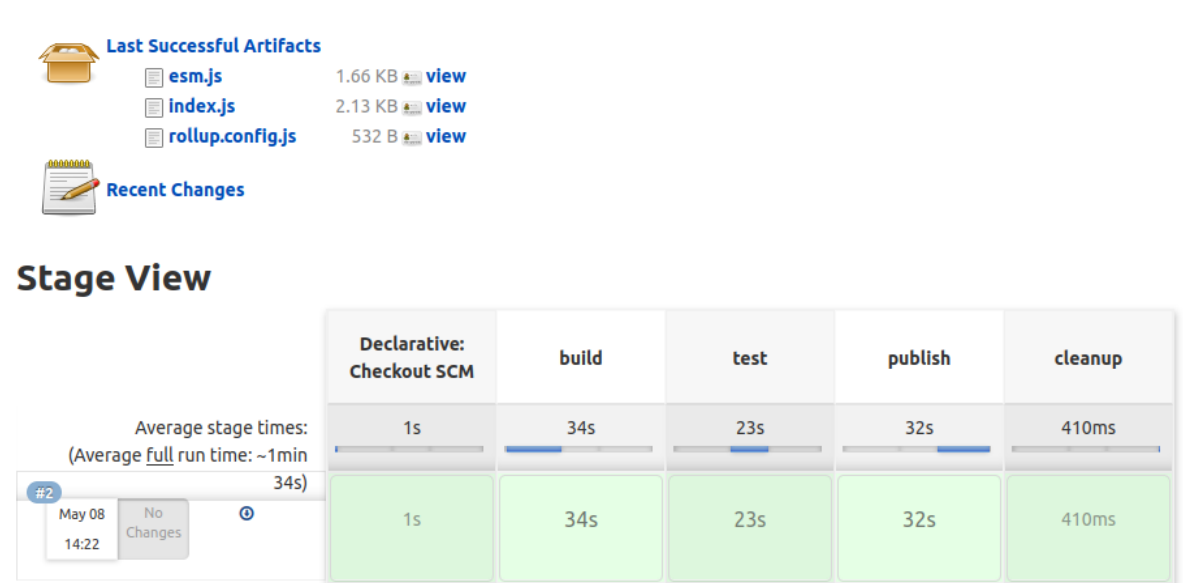 Last Successful Artifacts
esm.js 1.66 KB view
index.js 2.13 KB view
rollup.config.js 532 B view
Recent Changes
Stage View
Declarative:
Checkout SCM
build
test
publish
cleanup
Average stage times:
(Average full run time: ~1min
34s)
1s
34s
23s
32s
410ms
#2
May 08
14:22
No
Changes
1s
34s
23s
32s
410ms